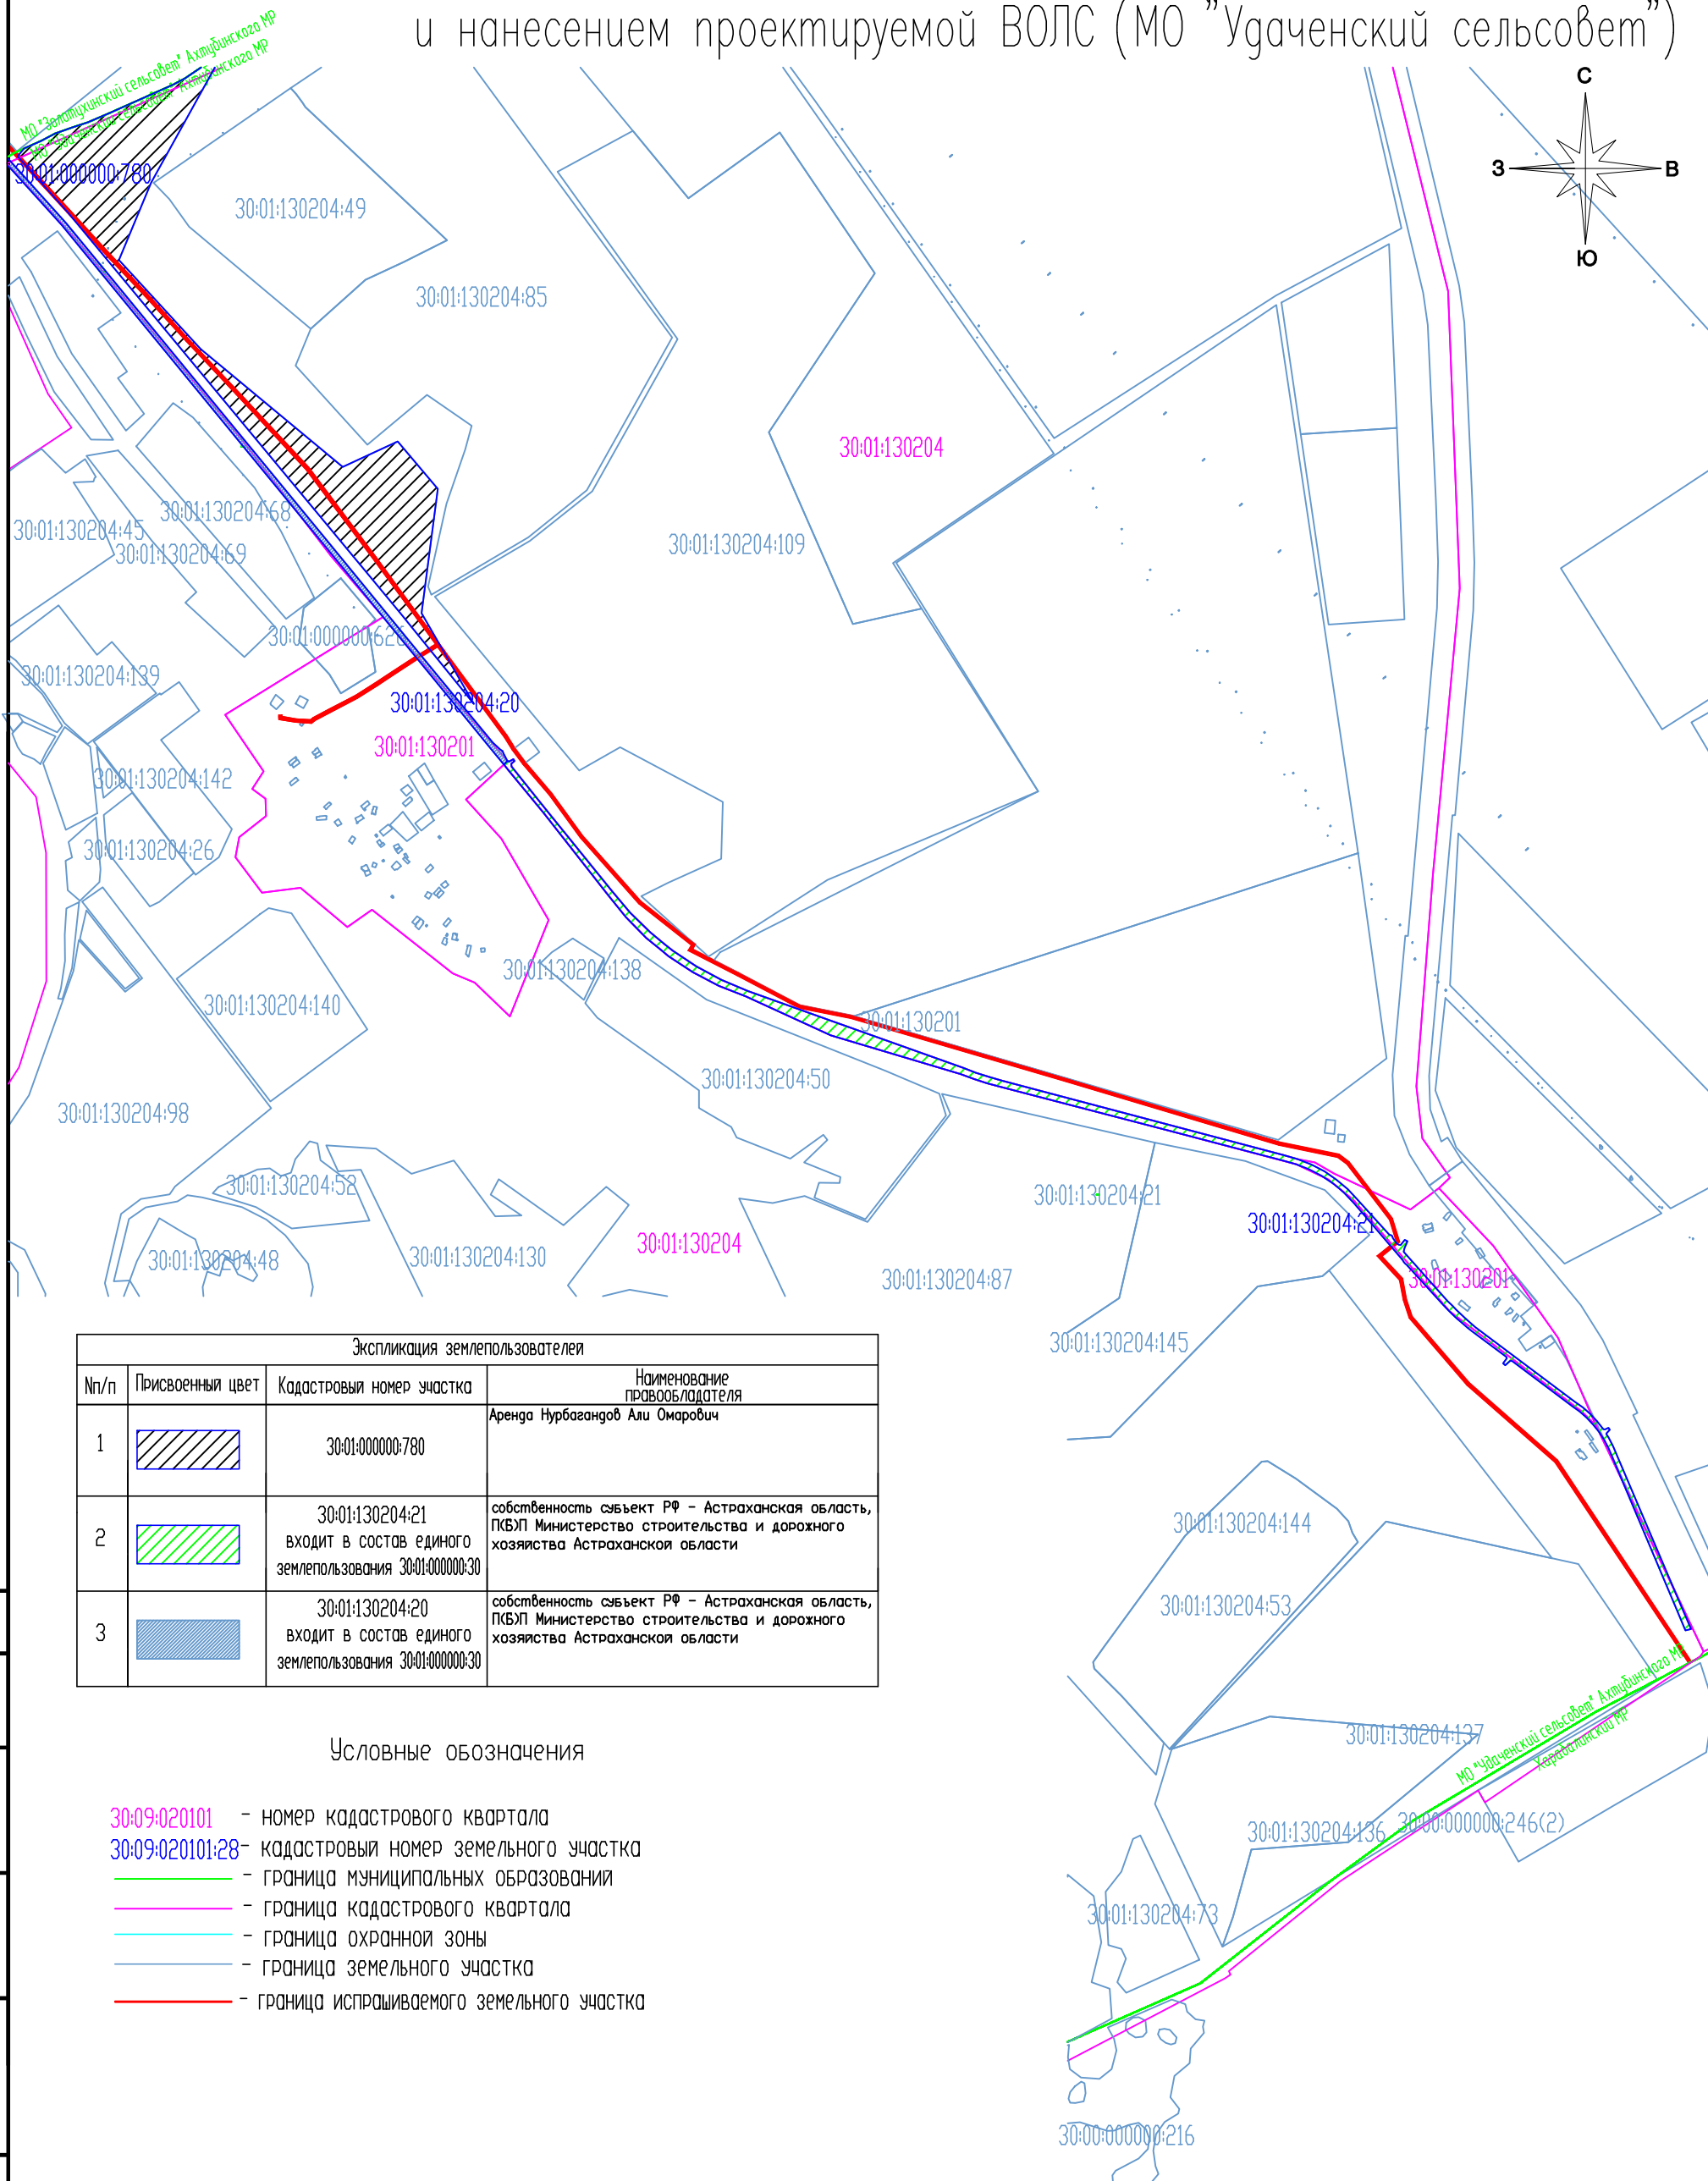 и нанесением проектируемой ВОЛС (МО "Удаченский сельсовет")
МО "Золотухинский сельсовет" Ахтубинского МР
МО "Удаченский сельсовет" Ахтубинского МР
С
З
В
Ю
30:01:000000:780
30:01:130204:49
30:01:130204:85
30:01:130204
30:01:130204:68
30:01:130204:45
30:01:130204:69
30:01:130204:109
30:01:000000:626
30:01:130204:139
30:01:130204:20
30:01:130201
30:01:130204:142
30:01:130204:26
30:01:130204:138
30:01:130204:140
30:01:130201
30:01:130204:50
30:01:130204:98
30:01:130204:52
30:01:130204:21
30:01:130204:21
30:01:130204
30:01:130204:48
30:01:130204:130
30:01:130204:87
30:01:130201
30:01:130204:145
Экспликация землепользователей
№п/п
Присвоенный цвет
Кадастровый номер участка
Наименование
правообладателя
1
30:01:000000:780
Аренда Нурбагандов Али Омарович
2
30:01:130204:21
входит в состав единого
землепользования 30:01:000000:30
собственность субъект РФ - Астраханская область,
П(Б)П Министерство строительства и дорожного
хозяйства Астраханской области
3
30:01:130204:20
входит в состав единого
землепользования 30:01:000000:30
собственность субъект РФ - Астраханская область,
П(Б)П Министерство строительства и дорожного
хозяйства Астраханской области
30:01:130204:144
30:01:130204:53
МО "Удаченский сельсовет" Ахтубинского МР
Харабалинский МР
30:01:130204:137
30:01:130204:136
30:00:000000:246(2)
30:01:130204:73
30:00:000000:216
Условные обозначения
30:09:020101 - номер кадастрового квартала
30:09:020101:28 - кадастровый номер земельного участка
- граница муниципальных образований
- граница кадастрового квартала
- граница охранной зоны
- граница земельного участка
- граница испрашиваемого земельного участка